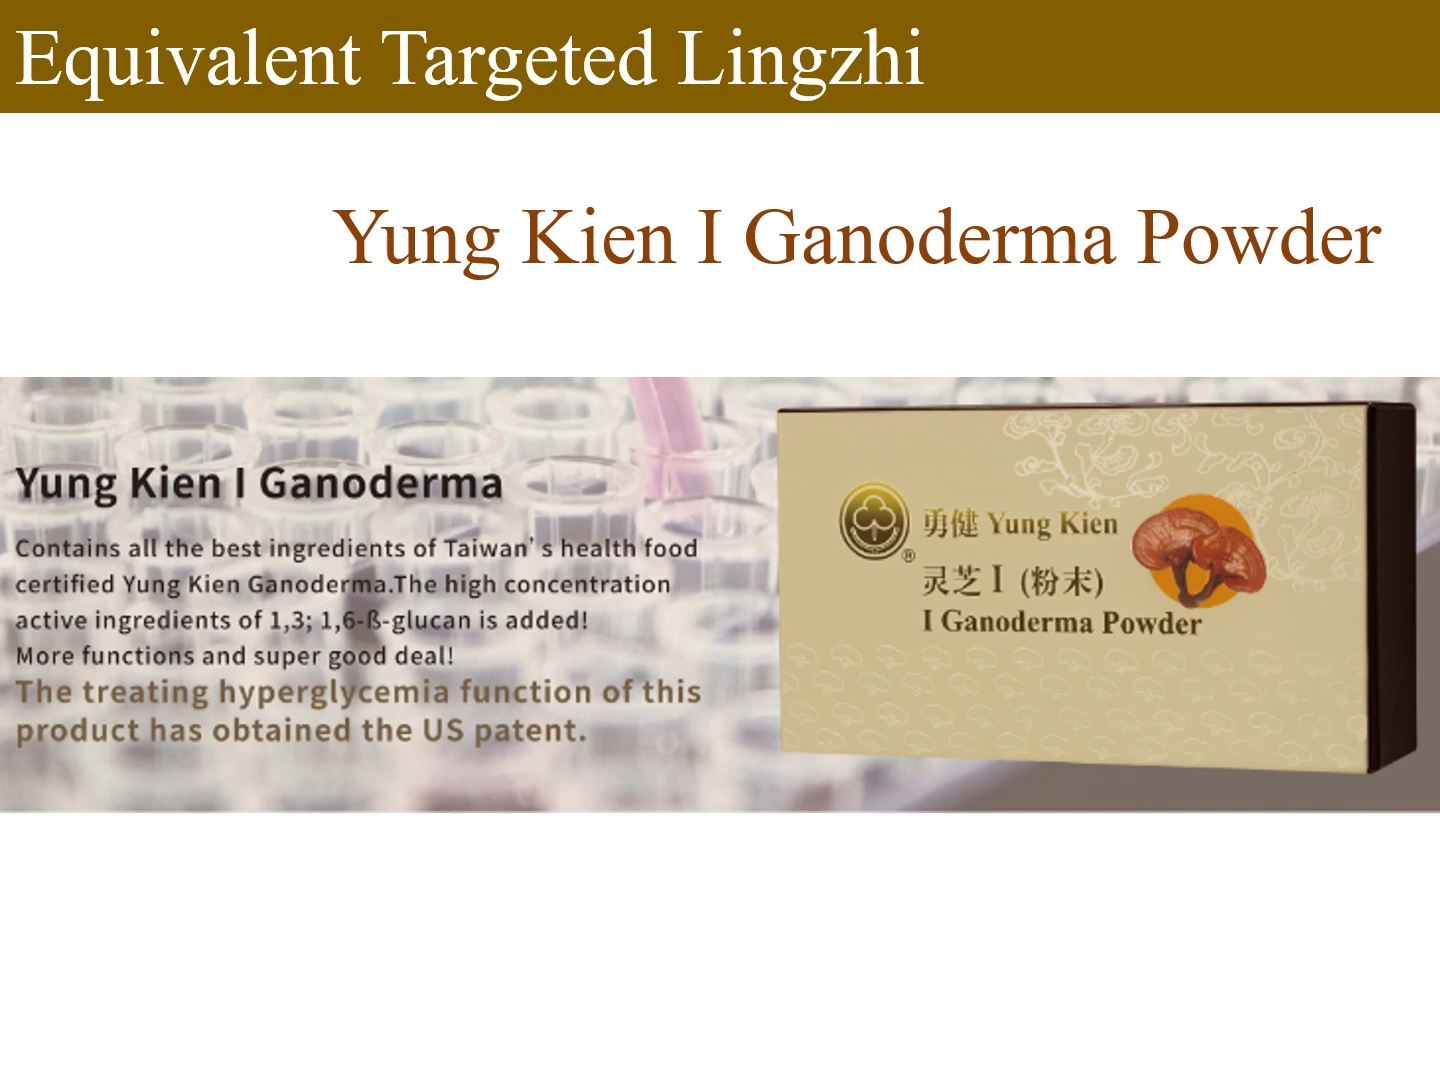 Equivalent Targeted Lingzhi
Yung Kien I Ganoderma Powder
Yung Kien I Ganoderma
Contains all the best ingredients of Taiwan's health food
certified Yung Kien Ganoderma.The high concentration
active ingredients of 1,3; 1,6-ß-glucan is added!
More functions and super good deal!
The treating hyperglycemia function of this
product has obtained the US patent.
®
勇健 Yung Kien
灵芝 I (粉末)
I Ganoderma Powder